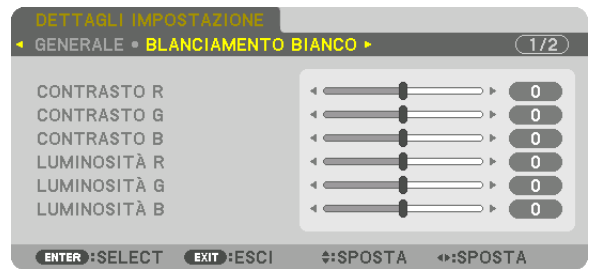 DETTAGLI IMPOSTAZIONE
GENERALE • BLANCIAMENTO BIANCO 1/2
CONTRASTO R 0
CONTRASTO G 0
CONTRASTO B 0
LUMINOSITÀ R 0
LUMINOSITÀ G 0
LUMINOSITÀ B 0
ENTER :SELECT EXIT :ESCI :SPOSTA :SPOSTA